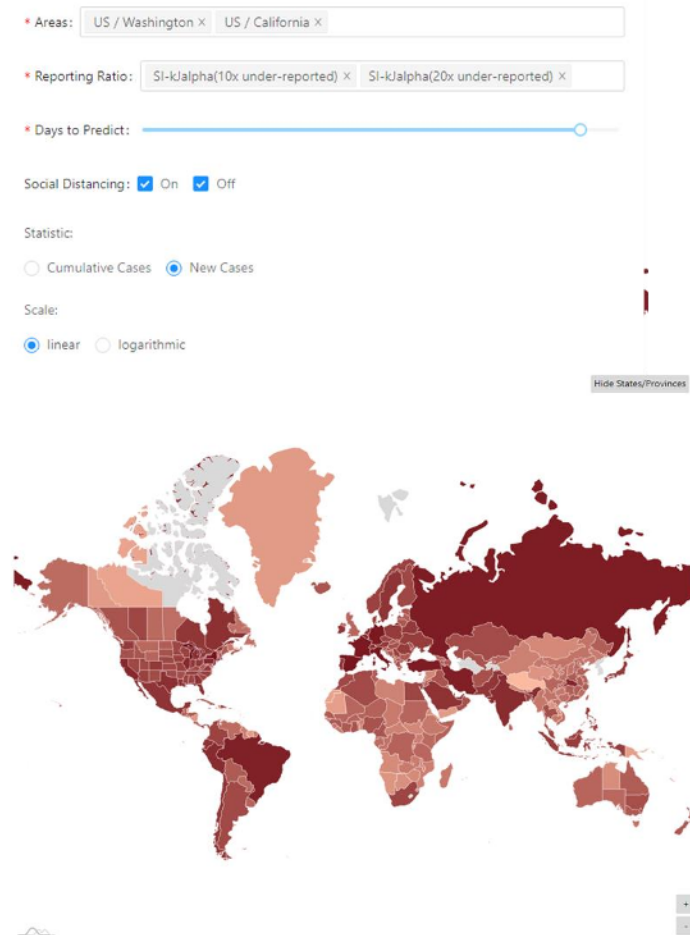 * Areas: US / Washington × US / California ×
* Reporting Ratio: SI-kJalpha(10x under-reported) × SI-kJalpha(20x under-reported) ×
* Days to Predict:
Social Distancing: On Off
Statistic:
Cumulative Cases New Cases
Scale:
linear logarithmic
Hide States/Provinces
+
-